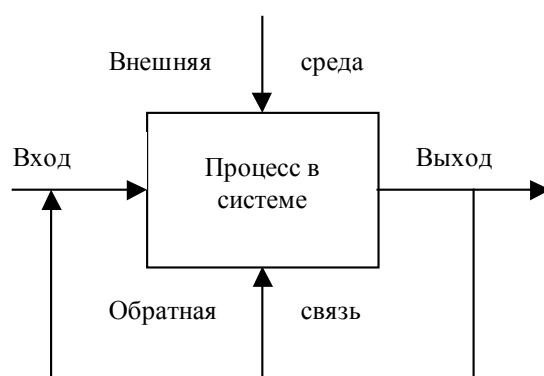 Внешняя среда
Вход
Процесс в
системе
Выход
Обратная связь